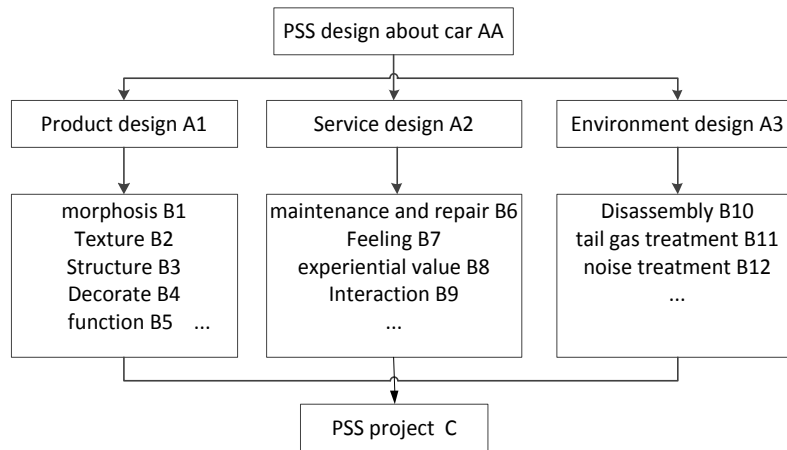 PSS design about car AA
Product design A1
Service design A2
Environment design A3
morphosis B1
Texture B2
Structure B3
Decorate B4
function B5 ...
maintenance and repair B6
Feeling B7
experiential value B8
Interaction B9
...
Disassembly B10
tail gas treatment B11
noise treatment B12
...
PSS project C